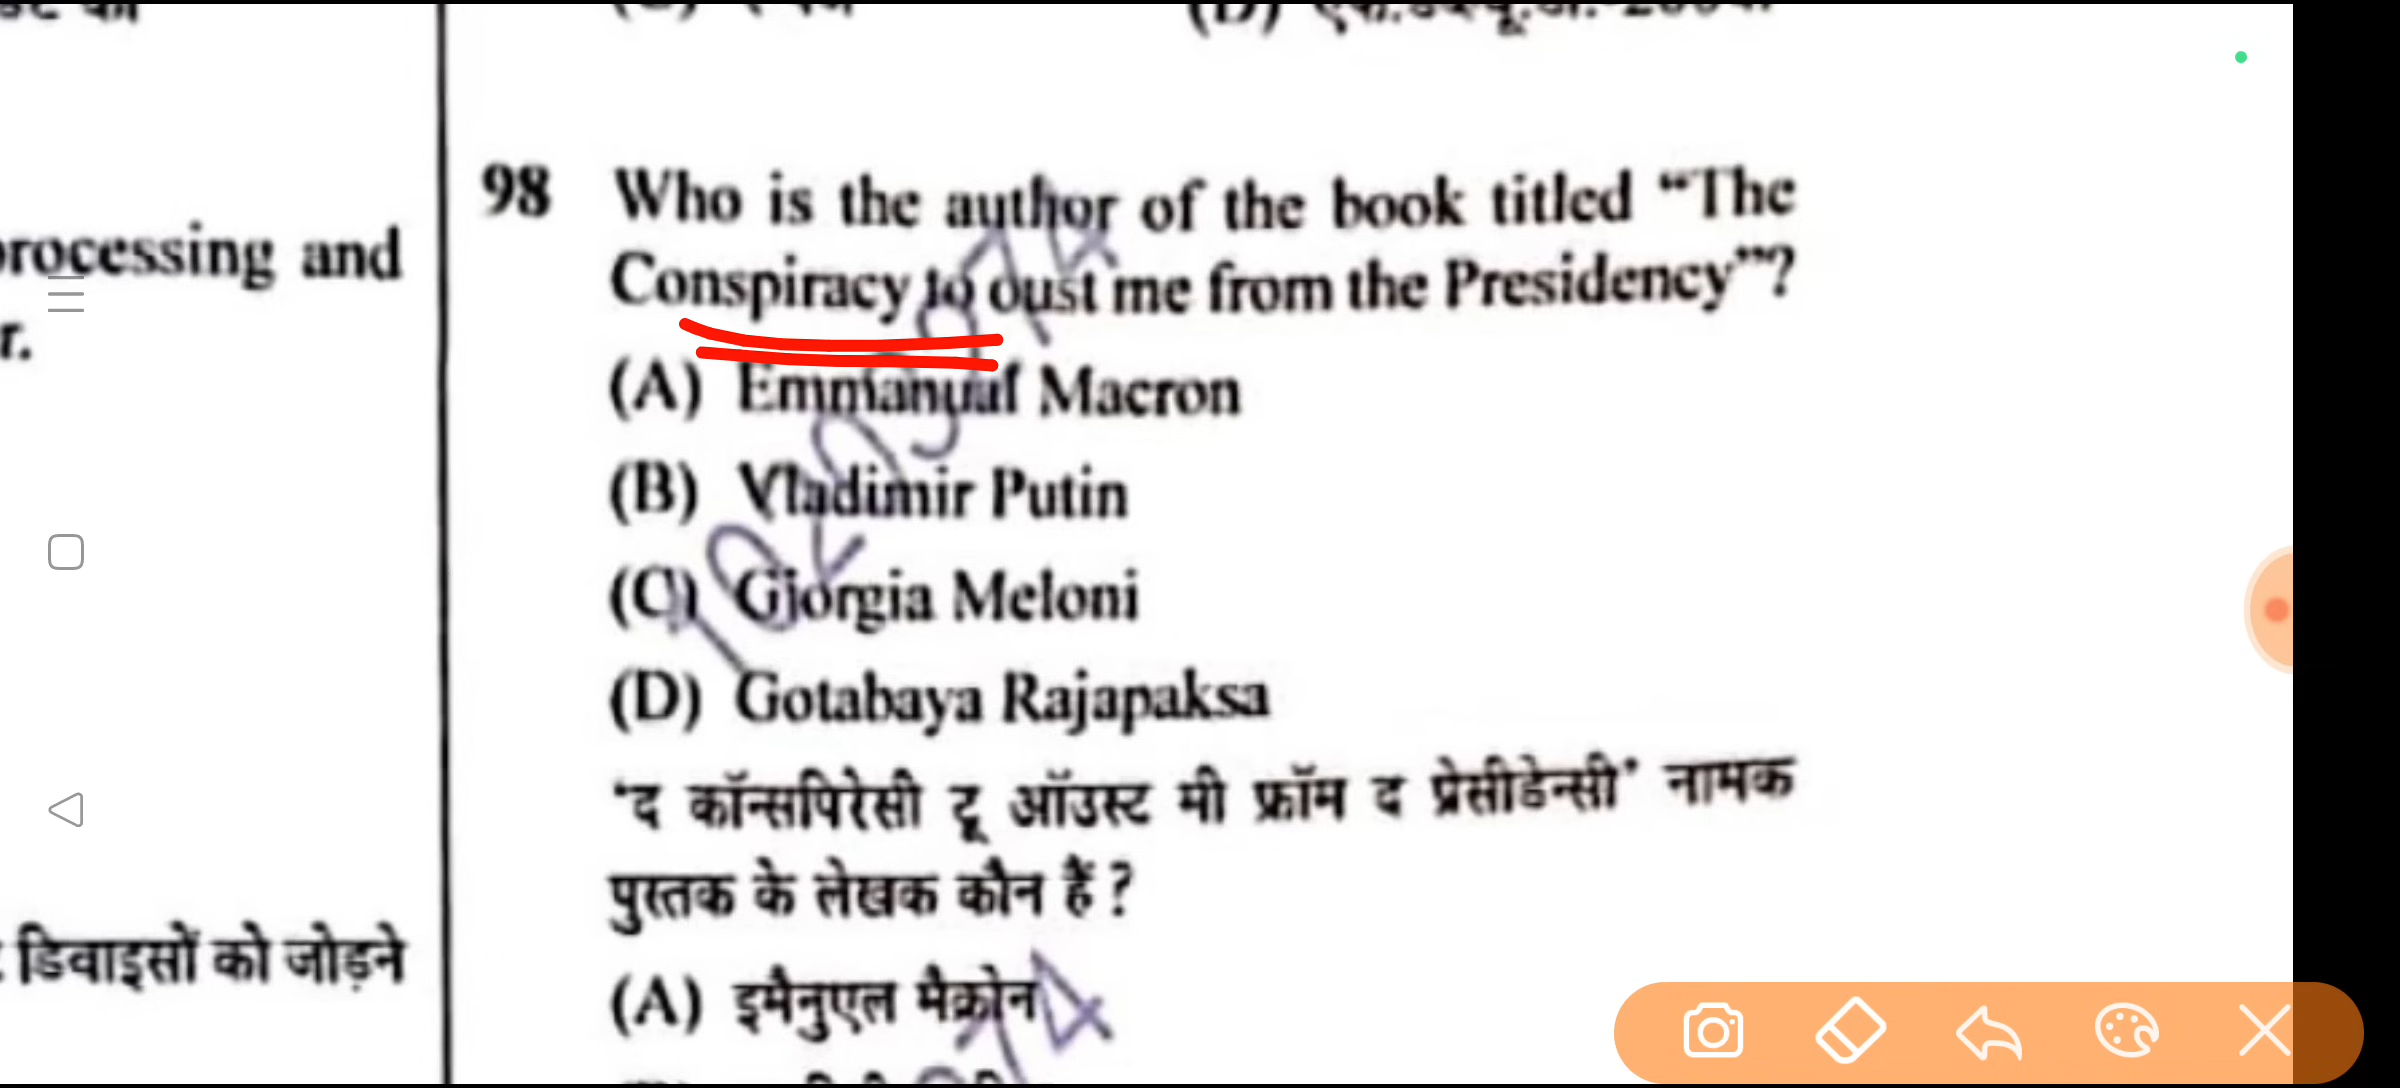 processing and
r.
डिवाइसों को जोड़ने
98 Who is the author of the book titled “The
Conspiracy to oust me from the Presidency”?
(A) Emmanual Macron
(B) Vladimir Putin
(C) Giorgia Meloni
(D) Gotabaya Rajapaksa
'द कॉन्सपिरेसी टू ऑउस्ट मी फ्रॉम द प्रेसीडेन्सी' नामक
पुस्तक के लेखक कौन हैं ?
(A) इमैनुएल मैक्रोन